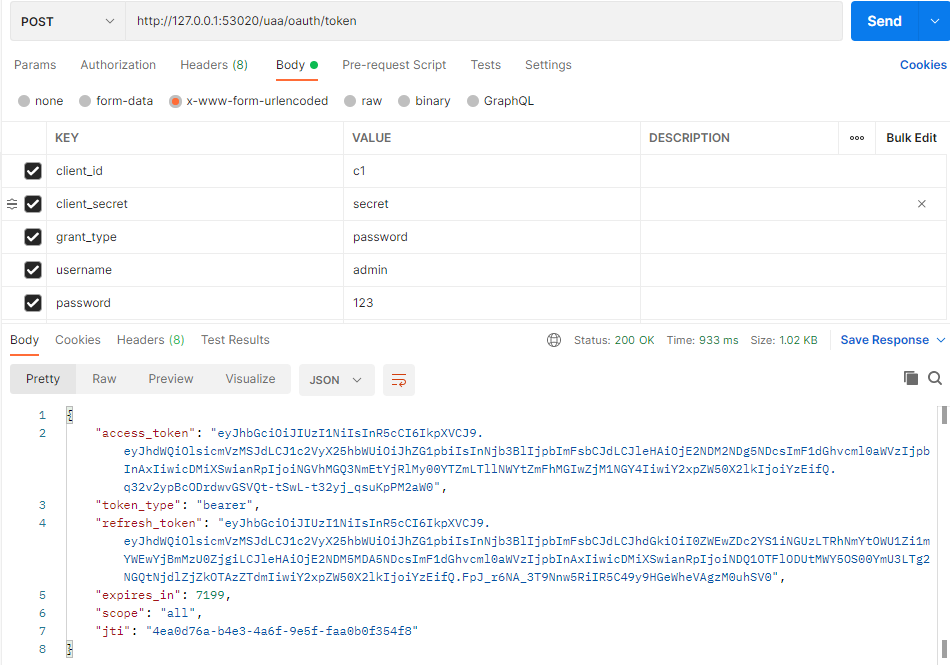 POST http://127.0.0.1:53020/uaa/oauth/token Send
Params Authorization Headers (8) Body Pre-request Script Tests Settings Cookies
none form-data x-www-form-urlencoded raw binary GraphQL
KEY VALUE DESCRIPTION ooo Bulk Edit
client_id c1
client_secret secret
grant_type password
username admin
password 123
Body Cookies Headers (8) Test Results Status: 200 OK Time: 933 ms Size: 1.02 KB Save Response
Pretty Raw Preview Visualize JSON
1 {
2 "access_token": "eyJhbGciOiJIUzI1NiIsInR5cCI6IkpXVCJ9.
eyJhdWQiOlsicmVzMSJdLCJ1c2VyX25hbWUiOiJhZG1pbiIsInNjb3BlIjpbImFsbCJdLCJleHAiOjE2NDM2NDg5NDcsImF1dGhvcml0aWVzIjpb
InAxIiwicDMiXSwianRpIjoiNGVhMGQ3NmEtYjRlMy00YTZmLTllNWYtZmFhMGIwZjM1NGY4IiwiY2xpZW50X2lkIjoiYzEifQ.
q32v2ypBcODrdwvGSVQt-tSwL-t32yj_qsuKpPM2aW0",
3 "token_type": "bearer",
4 "refresh_token": "eyJhbGciOiJIUzI1NiIsInR5cCI6IkpXVCJ9.
eyJhdWQiOlsicmVzMSJdLCJ1c2VyX25hbWUiOiJhZG1pbiIsInNjb3BlIjpbImFsbCJdLCJhdGkiOiI0ZWEwZDc2YS1iNGUzLTRhNmYtOWU1Zi1m
YWEwYjBmMzU0ZjgiLCJleHAiOjE2NDM5MDA5NDcsImF1dGhvcml0aWVzIjpbInAxIiwicDMiXSwianRpIjoiNDQ1OTFlODUtMWY5OS00YmU3LTg2
NGQtNjdlZjZkOTAzZTdmIiwiY2xpZW50X2lkIjoiYzEifQ.FpJ_r6NA_3T9Nnw5RiIR5C49y9HGeWheVAgzM0uhSV0",
5 "expires_in": 7199,
6 "scope": "all",
7 "jti": "4ea0d76a-b4e3-4a6f-9e5f-faa0b0f354f8"
8 }